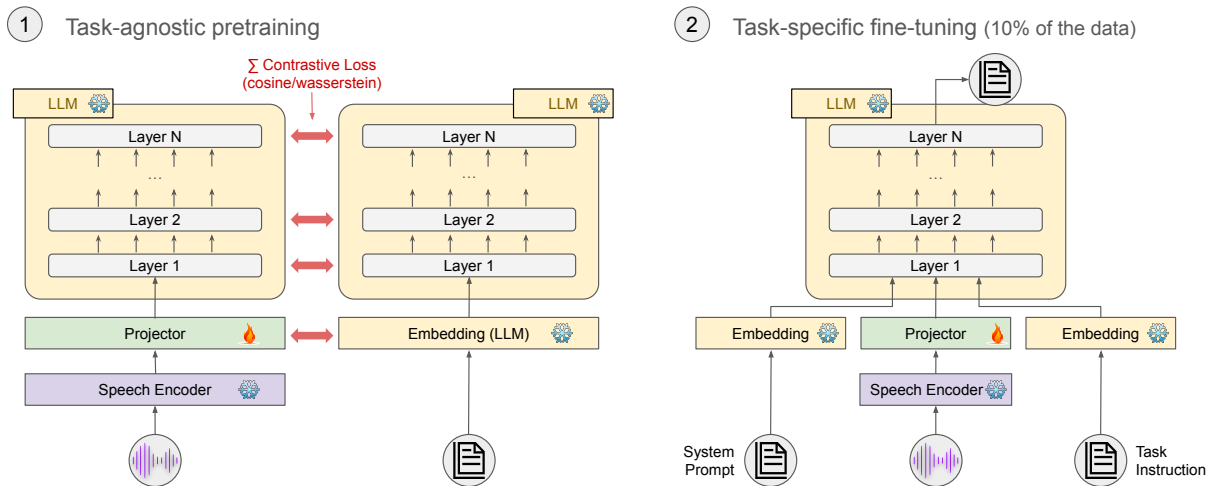 1 Task-agnostic pretraining
∑ Contrastive Loss
(cosine/wasserstein)
LLM
LLM
Layer N
Layer N
...
...
Layer 2
Layer 2
Layer 1
Layer 1
Projector
Embedding (LLM)
Speech Encoder
2 Task-specific fine-tuning (10% of the data)
LLM
Layer N
...
Layer 2
Layer 1
Embedding
Projector
Embedding
Speech Encoder
System
Prompt
Task
Instruction